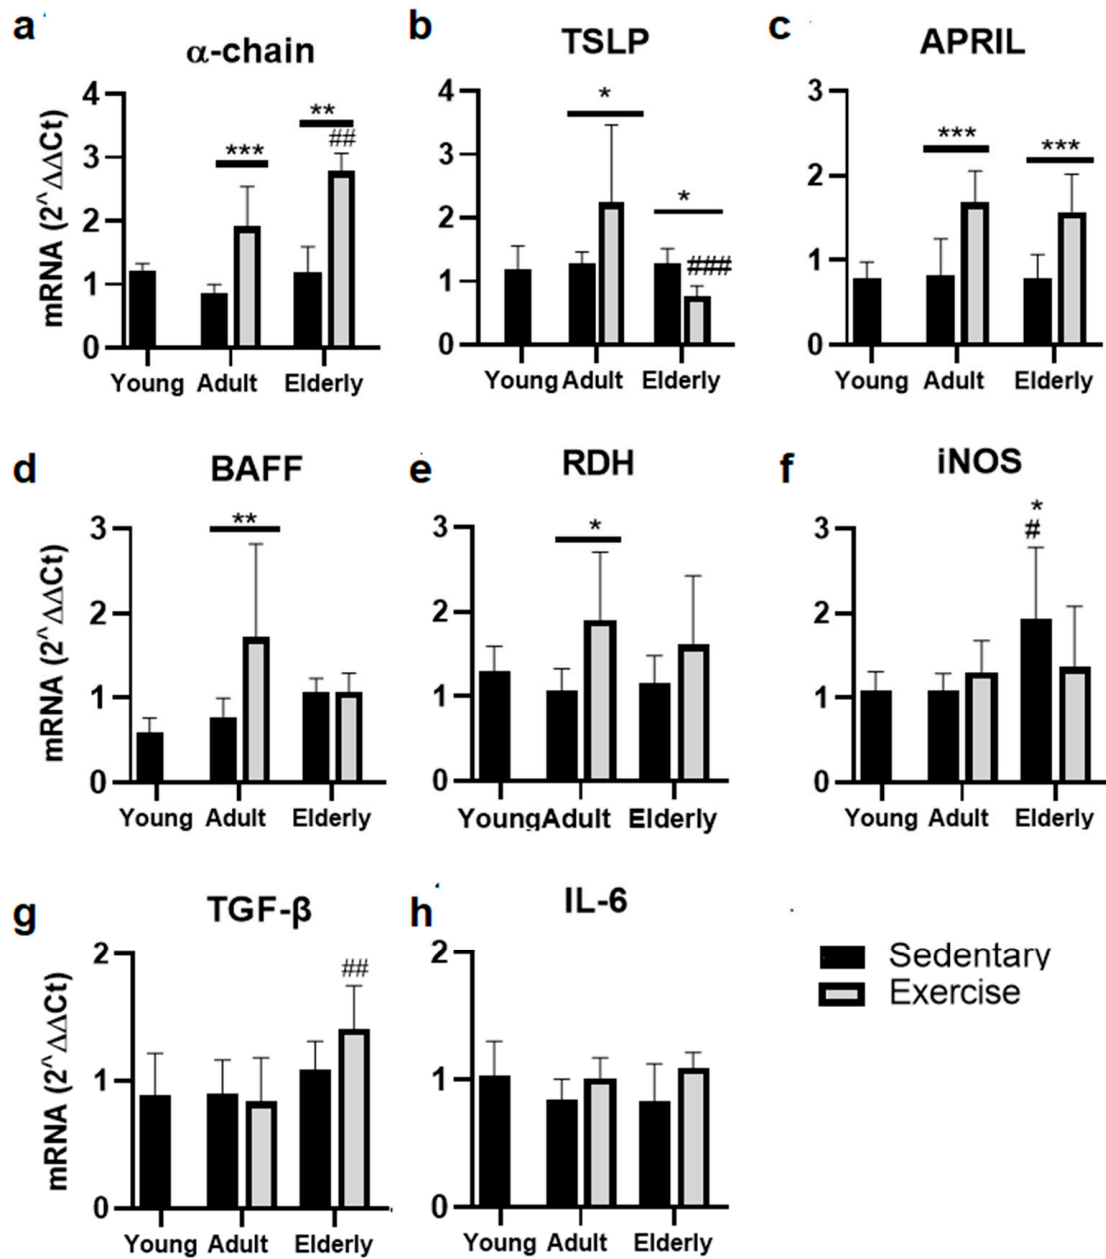 a
α-chain
mRNA (2^ΔΔCt)
4
3
2
1
0
***
**
##
Young Adult Elderly
b
TSLP
4
3
2
1
0
*
*
###
Young Adult Elderly
c
APRIL
3
2
1
0
***
***
Young Adult Elderly
d
BAFF
mRNA (2^ΔΔCt)
3
2
1
0
**
Young Adult Elderly
e
RDH
3
2
1
0
*
Young Adult Elderly
f
iNOS
3
2
1
0
*
#
Young Adult Elderly
g
TGF-β
mRNA (2^ΔΔCt)
2
1
0
##
Young Adult Elderly
h
IL-6
2
1
0
Young Adult Elderly
Sedentary
Exercise